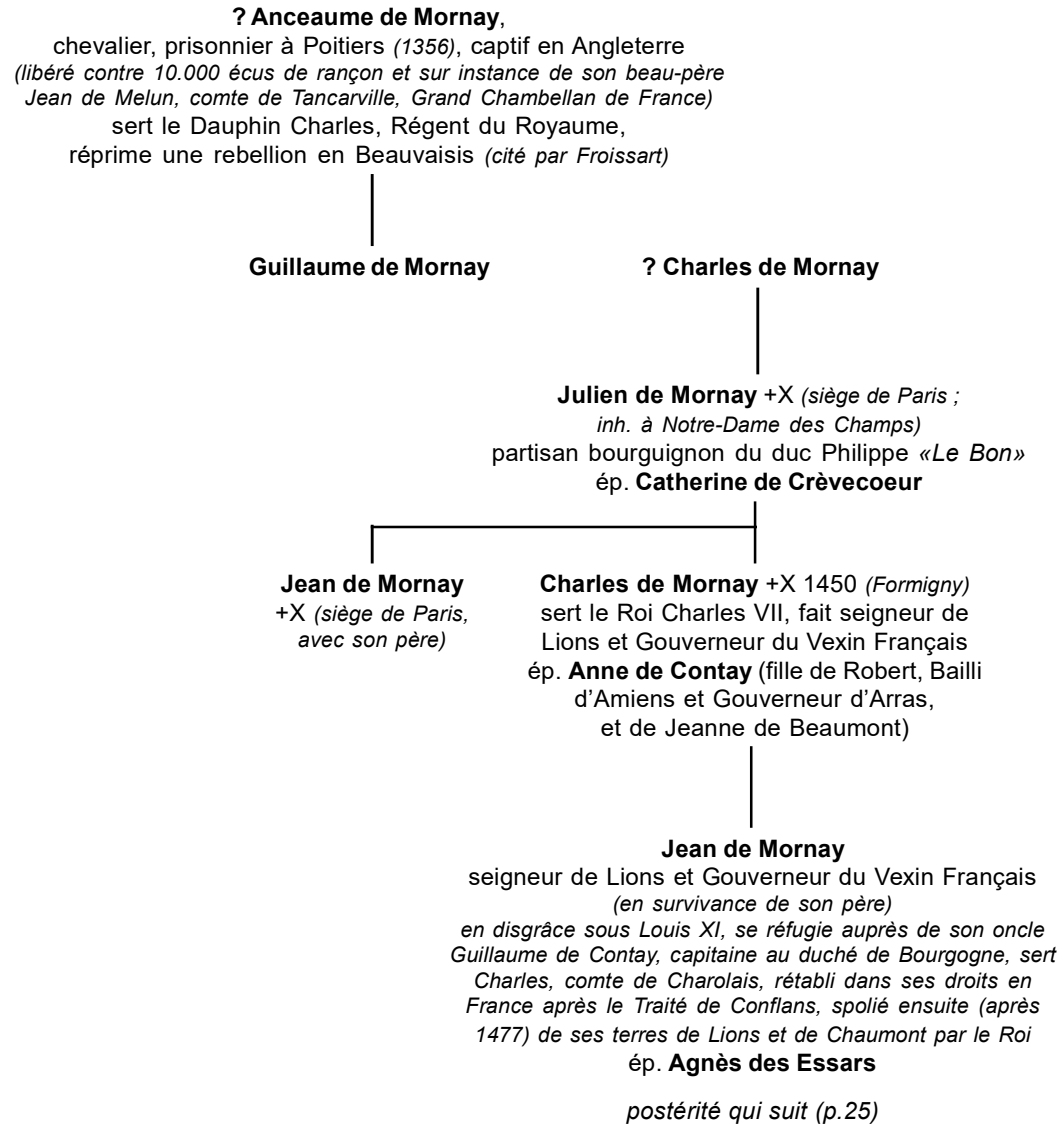 ? Anceaume de Mornay,
chevalier, prisonnier à Poitiers (1356), captif en Angleterre
(libéré contre 10.000 écus de rançon et sur instance de son beau-père
Jean de Melun, comte de Tancarville, Grand Chambellan de France)
sert le Dauphin Charles, Régent du Royaume,
réprime une rebellion en Beauvaisis (cité par Froissart)
Guillaume de Mornay
? Charles de Mornay
Julien de Mornay +X (siège de Paris ;
inh. à Notre-Dame des Champs)
partisan bourguignon du duc Philippe «Le Bon»
ép. Catherine de Crèvecoeur
Jean de Mornay
+X (siège de Paris,
avec son père)
Charles de Mornay +X 1450 (Formigny)
sert le Roi Charles VII, fait seigneur de
Lions et Gouverneur du Vexin Français
ép. Anne de Contay (fille de Robert, Bailli
d'Amiens et Gouverneur d'Arras,
et de Jeanne de Beaumont)
Jean de Mornay
seigneur de Lions et Gouverneur du Vexin Français
(en survivance de son père)
en disgrâce sous Louis XI, se réfugie auprès de son oncle
Guillaume de Contay, capitaine au duché de Bourgogne, sert
Charles, comte de Charolais, rétabli dans ses droits en
France après le Traité de Conflans, spolié ensuite (après
1477) de ses terres de Lions et de Chaumont par le Roi
ép. Agnès des Essars
postérité qui suit (p.25)